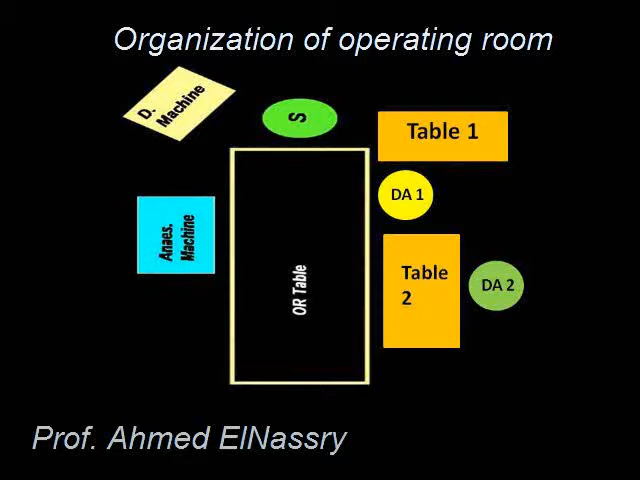 Organization of operating room
D.
Machine
S
Table 1
DA 1
Anaes.
Machine
OR Table
Table
2
DA 2
Prof. Ahmed ElNassry